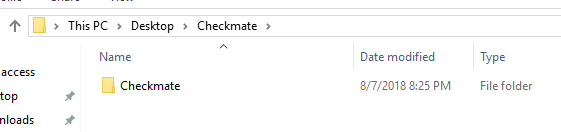 This PC > Desktop > Checkmate >
Name Date modified Type
access
top
Checkmate 8/7/2018 8:25 PM File folder
nloads